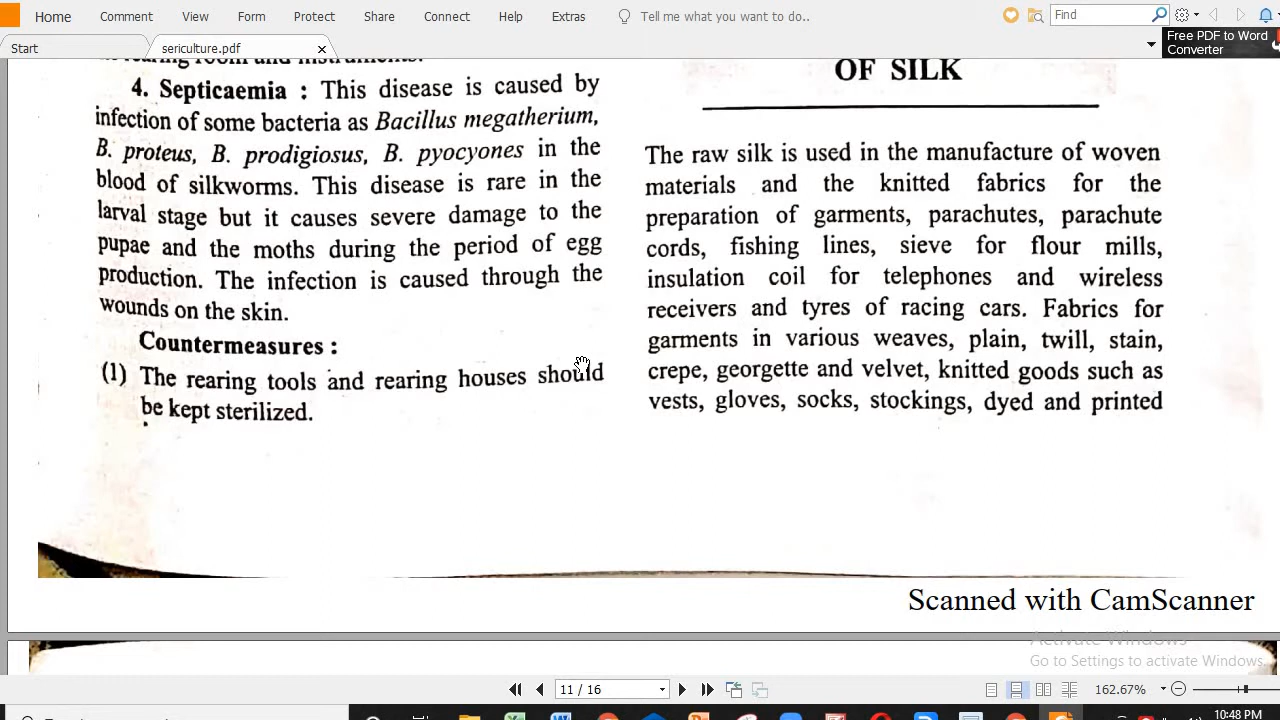 Home Comment View Form Protect Share Connect Help Extras Tell me what you want to do.. Find
Start sericulture.pdf x
Free PDF to Word
Converter
4. Septicaemia : This disease is caused by
infection of some bacteria as Bacillus megatherium,
B. proteus, B. prodigiosus, B. pyocyones in the
blood of silkworms. This disease is rare in the
larval stage but it causes severe damage to the
pupae and the moths during the period of egg
production. The infection is caused through the
wounds on the skin.
Countermeasures :
(1) The rearing tools and rearing houses should
be kept sterilized.
OF SILK
The raw silk is used in the manufacture of woven
materials and the knitted fabrics for the
preparation of garments, parachutes, parachute
cords, fishing lines, sieve for flour mills,
insulation coil for telephones and wireless
receivers and tyres of racing cars. Fabrics for
garments in various weaves, plain, twill, stain,
crepe, georgette and velvet, knitted goods such as
vests, gloves, socks, stockings, dyed and printed
Scanned with CamScanner
Activate Windows
Go to Settings to activate Windows.
11 / 16
162.67%
10:48 PM